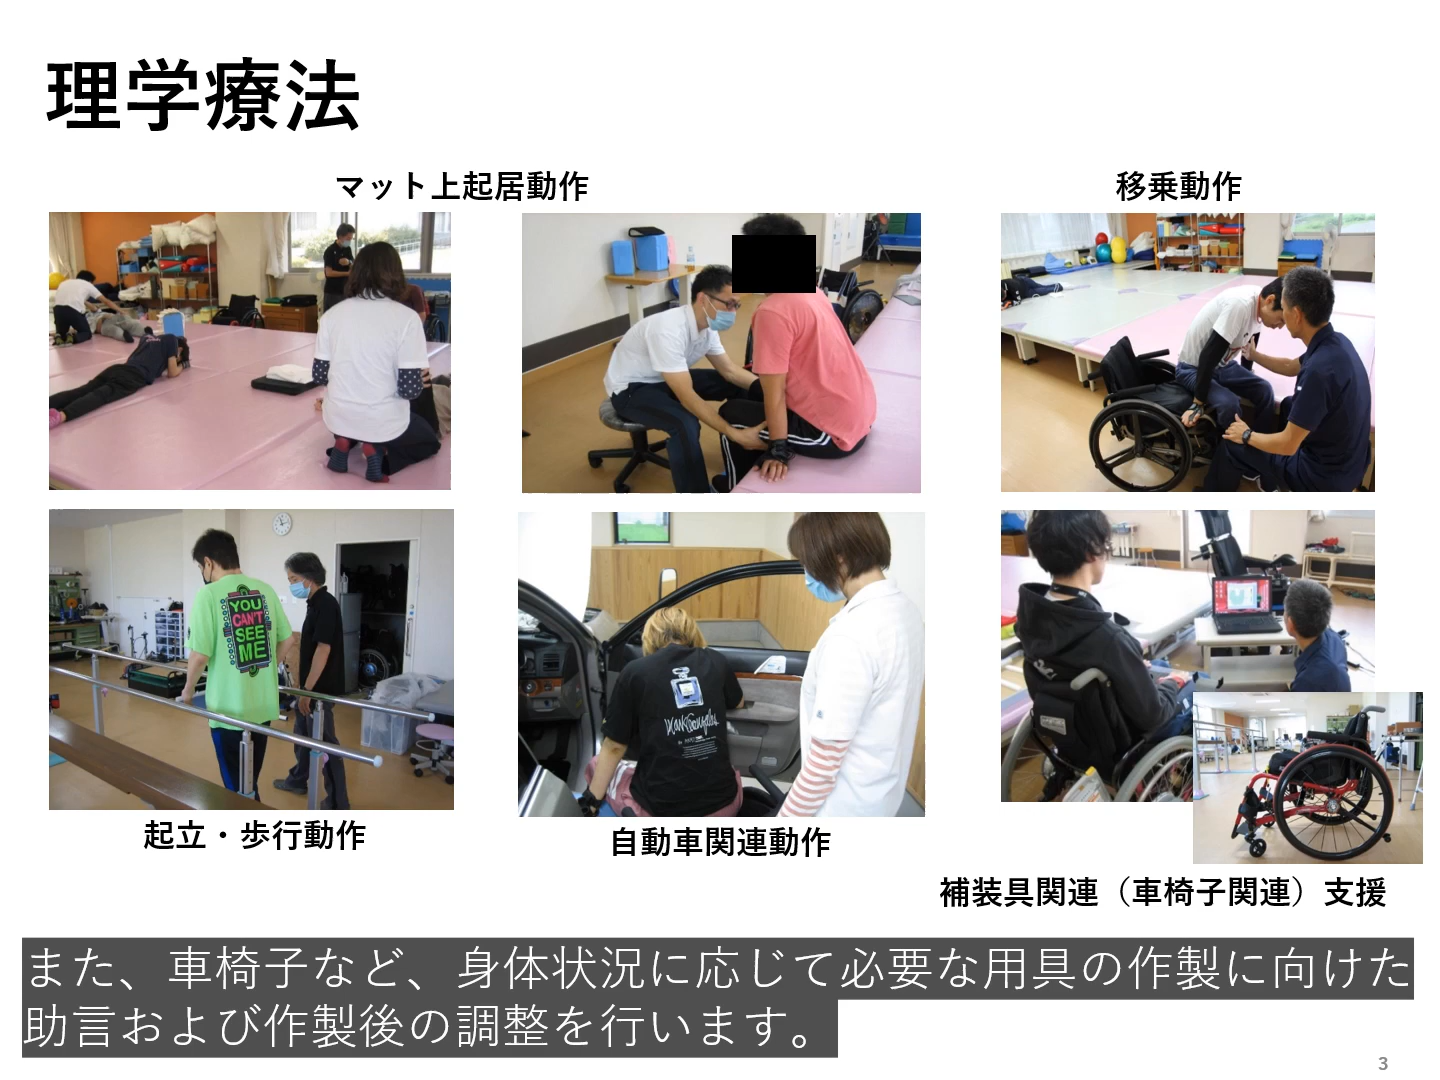 理学療法
マット上起居動作
移乗動作
YOU
CAN'T
SEE
ME
起立・歩行動作
自動車関連動作
補装具関連（車椅子関連）支援
また、車椅子など、身体状況に応じて必要な用具の作製に向けた
助言および作製後の調整を行います。
3